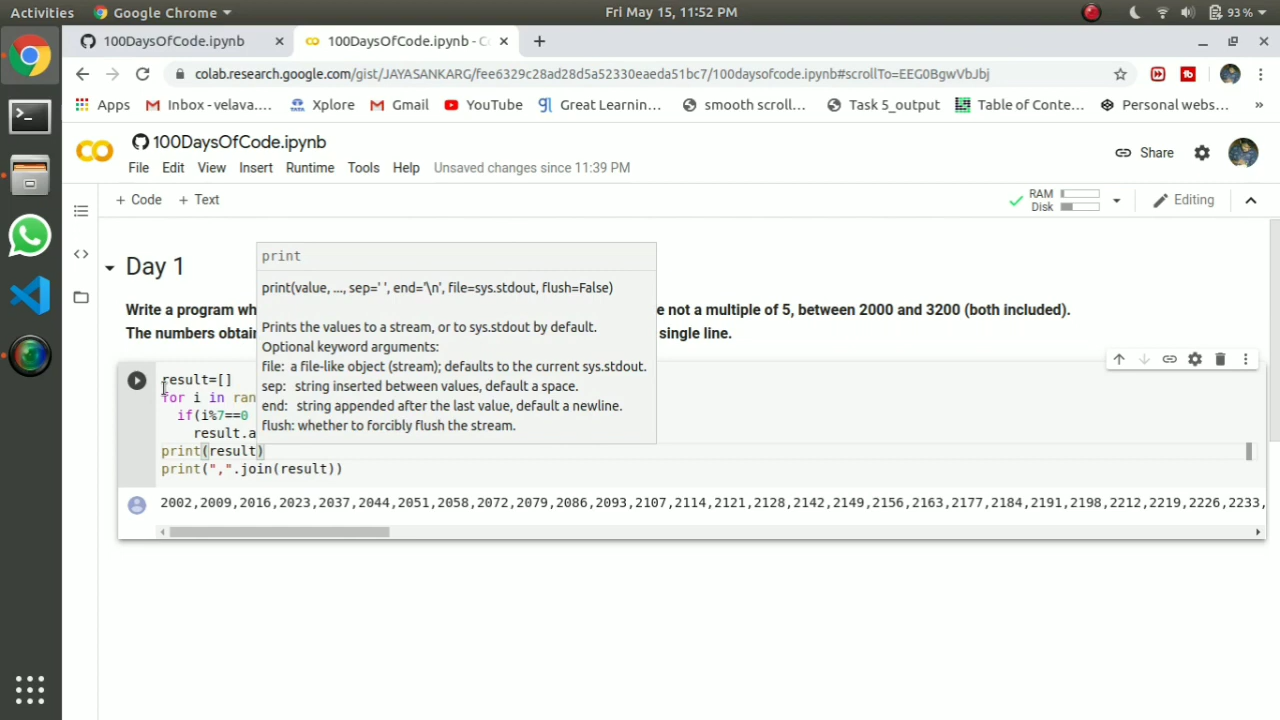 Activities Google Chrome Fri May 15, 11:52 PM 93 %
100DaysOfCode.ipynb 100DaysOfCode.ipynb - C
colab.research.google.com/gist/JAYASANKARG/fee6329c28ad28d5a52330eaeda51bc7/100daysofcode.ipynb#scrollTo=EEG0BgwVbJbj
Apps Inbox - velava.... Xplore Gmail YouTube Great Learnin... smooth scroll... Task 5_output Table of Conte... Personal webs... »
100DaysOfCode.ipynb
Share
File Edit View Insert Runtime Tools Help Unsaved changes since 11:39 PM
+ Code + Text RAM Disk Editing
Day 1
print
print(value, ..., sep=' ', end='\n', file=sys.stdout, flush=False)
Prints the values to a stream, or to sys.stdout by default.
Optional keyword arguments:
file: a file-like object (stream); defaults to the current sys.stdout.
sep: string inserted between values, default a space.
end: string appended after the last value, default a newline.
flush: whether to forcibly flush the stream.
Write a program wh e not a multiple of 5, between 2000 and 3200 (both included).
The numbers obtai single line.
result=[]
for i in ran
if(i%7==0
result.a
print(result)
print(",".join(result))
2002,2009,2016,2023,2037,2044,2051,2058,2072,2079,2086,2093,2107,2114,2121,2128,2142,2149,2156,2163,2177,2184,2191,2198,2212,2219,2226,2233,